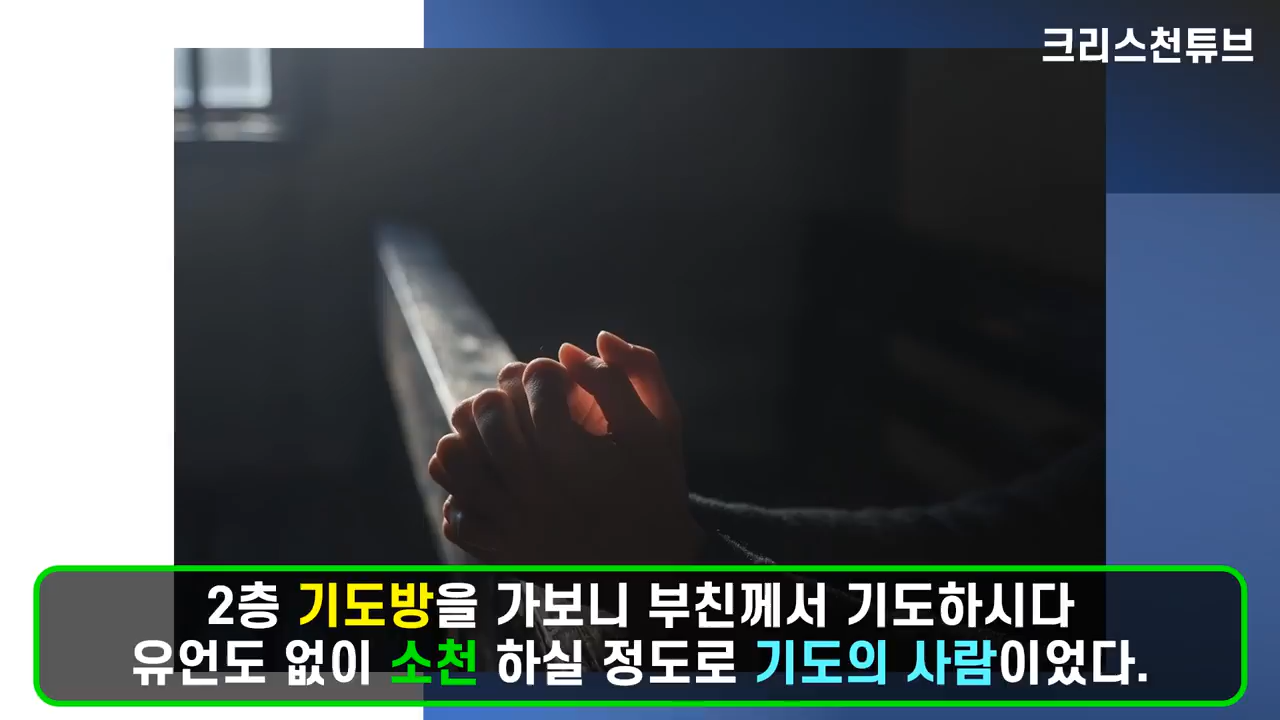 크리스천튜브
2층 기도방을 가보니 부친께서 기도하시다
유언도 없이 소천 하실 정도로 기도의 사람이었다.